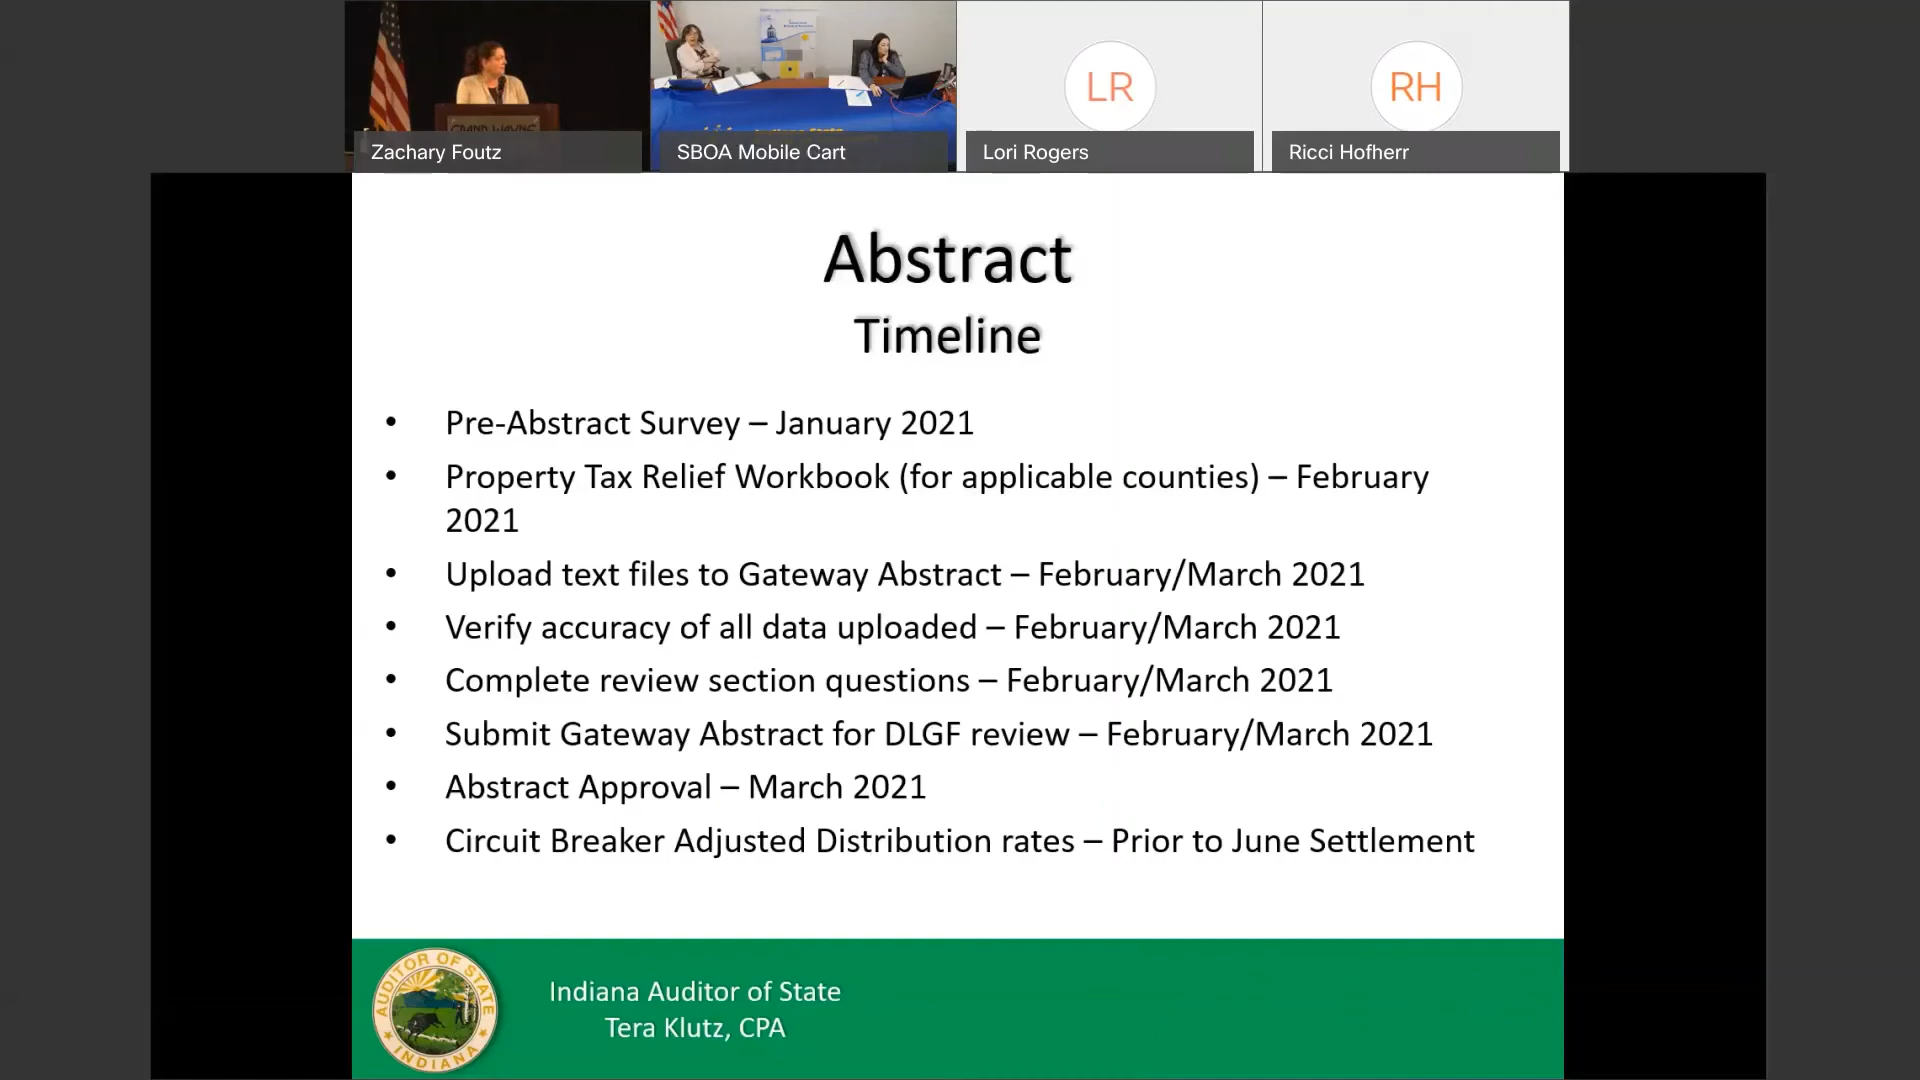 GRAND WAYNE
Indiana State
Zachary Foutz
SBOA Mobile Cart
LR
Lori Rogers
RH
Ricci Hofherr
Abstract
Timeline
• Pre-Abstract Survey – January 2021
• Property Tax Relief Workbook (for applicable counties) – February
2021
• Upload text files to Gateway Abstract – February/March 2021
• Verify accuracy of all data uploaded – February/March 2021
• Complete review section questions – February/March 2021
• Submit Gateway Abstract for DLGF review – February/March 2021
• Abstract Approval – March 2021
• Circuit Breaker Adjusted Distribution rates – Prior to June Settlement
AUDITOR OF STATE
INDIANA
Indiana Auditor of State
Tera Klutz, CPA